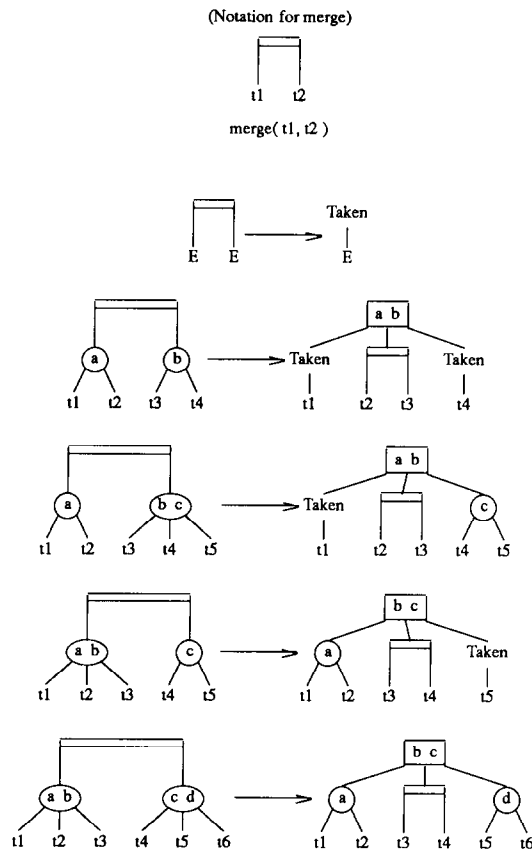 (Notation for merge)
t1 t2
merge( t1, t2 )
Taken
E E
E
a b
a b
Taken Taken
t1 t2 t3 t4
t2 t3
t1 t4
a b
a b c
c
Taken
t1 t2 t3 t4 t5
t1 t2 t3 t4 t5
b c
a b c
a Taken
t1 t2 t3 t4 t5
t1 t2 t3 t4 t5
b c
a b c d
a d
t1 t2 t3 t4 t5 t6
t1 t2 t3 t4 t5 t6